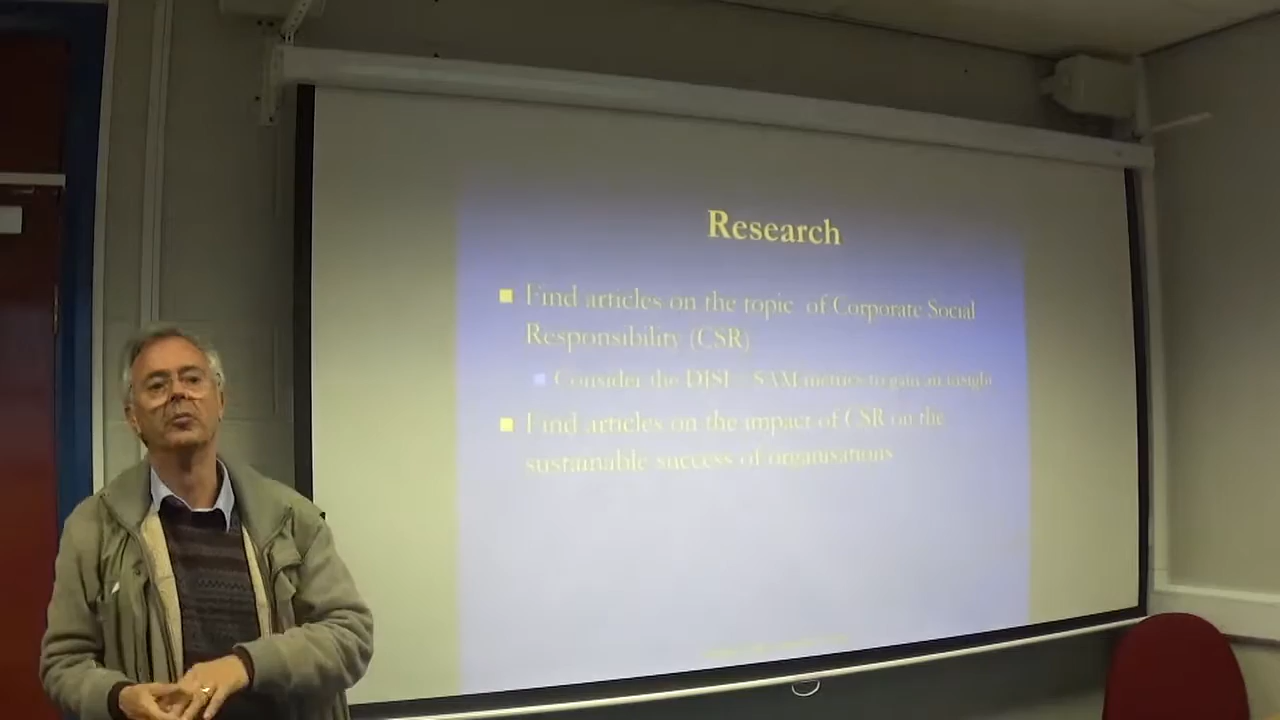 Research
Find articles on the topic of Corporate Social
Responsibility (CSR)
Consider the DJSI - SAM metrics to gain an insight
Find articles on the impact of CSR on the
sustainable success of organisations